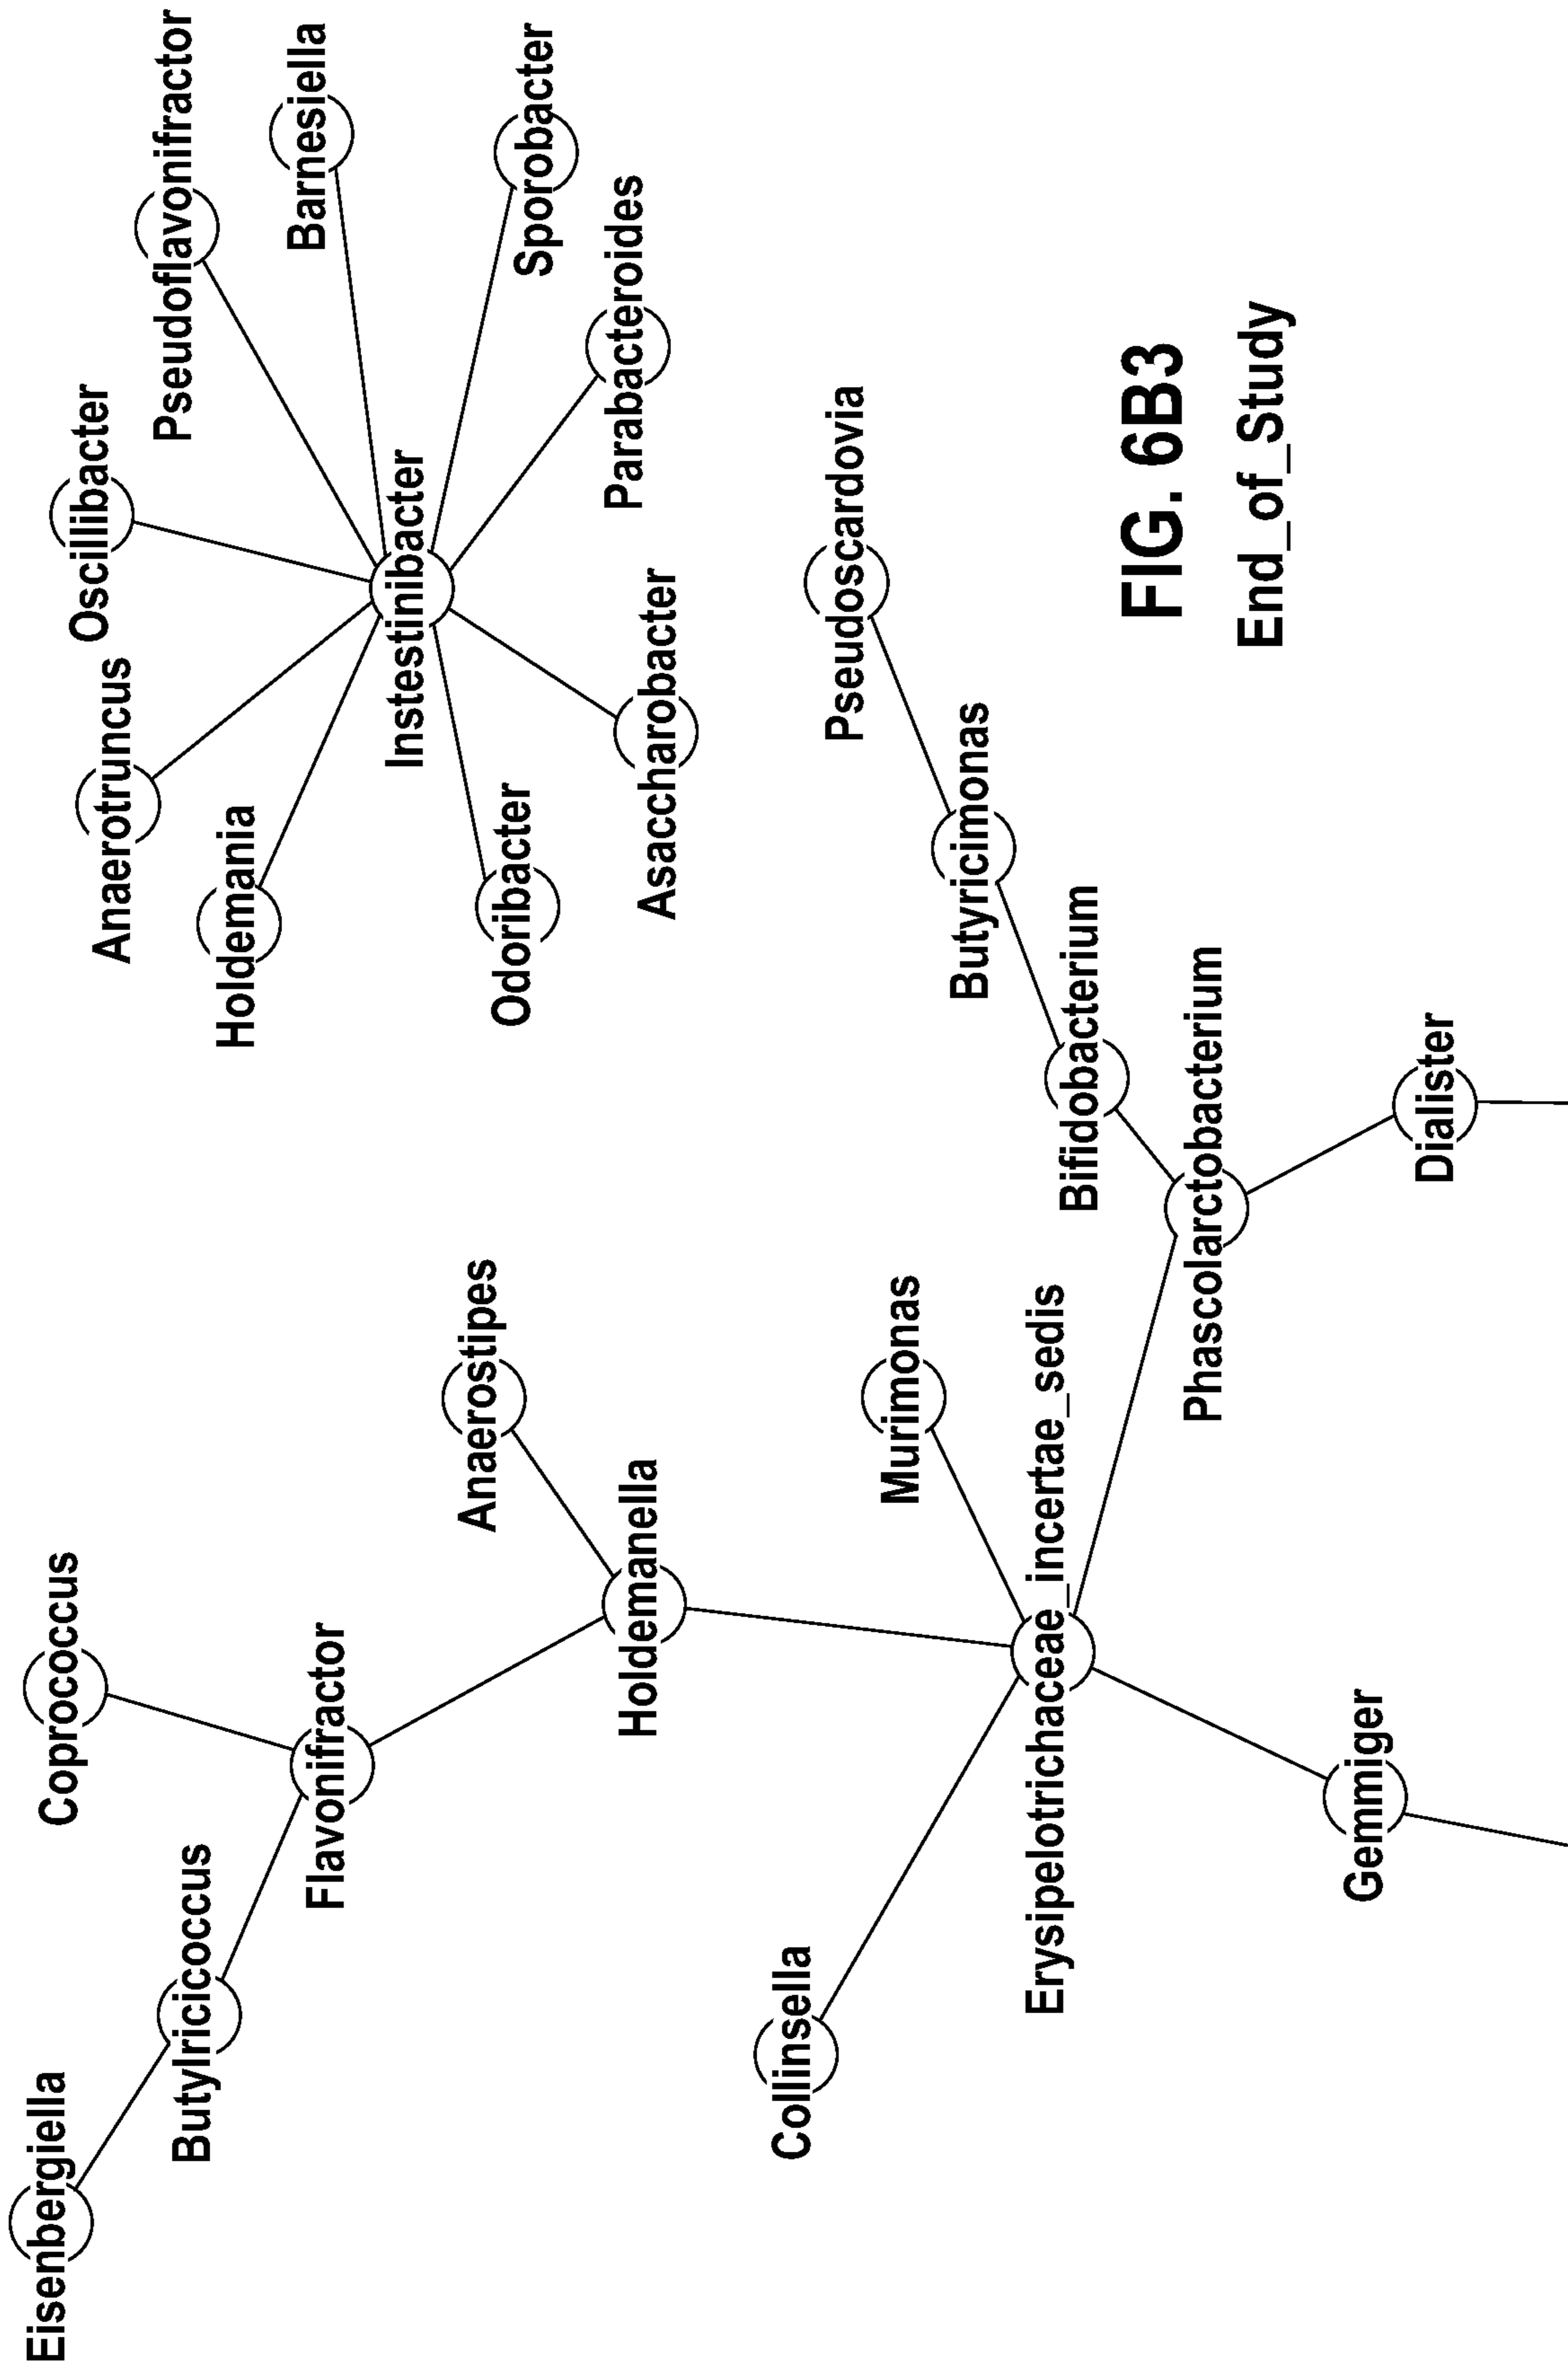 Eisenbergiella
Butylricicoccus
Coprococcus
Flavonifractor
Anaerostipes
Holdemanella
Collinsella
Murimonas
Erysipelotrichaceae_incertae_sedis
Gemmiger
Anaerotruncus
Oscillibacter
Pseudoflavonifractor
Holdemania
Barnesiella
Instestinibacter
Odoribacter
Sporobacter
Asaccharobacter
Parabacteroides
Pseudoscardovia
Butyricimonas
Bifidobacterium
Phascolarctobacterium
Dialister
FIG. 6B3
End_of_Study